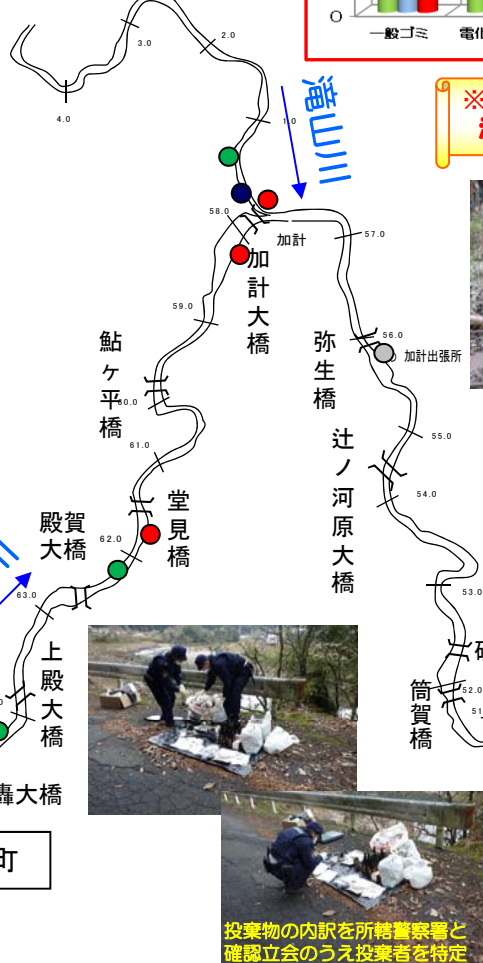 0
一般ゴミ
※
3.0
2.0
4.0
1.0
滝山川
58.0
加計
57.0
加計大橋
59.0
56.0
加計出張所
弥生橋
鮎ヶ平橋
60.0
61.0
55.0
辻ノ河原大橋
54.0
殿賀
大橋
堂見橋
62.0
63.0
53.0
上殿大橋
筒賀橋
52.0
轟大橋
町
投棄物の内訳を所轄警察署と
確認立会のうえ投棄者を特定